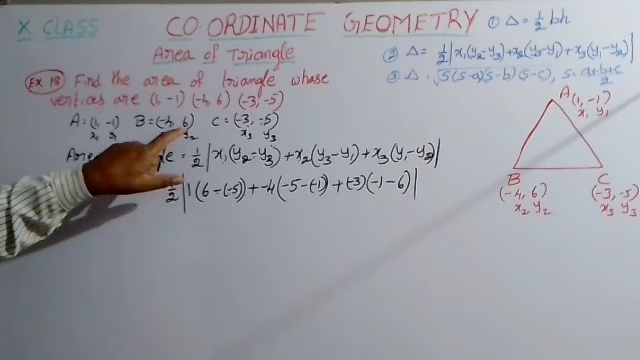 X CLASS
CO-ORDINATE GEOMETRY
Area of Triangle
① Δ = 1/2 bh
② Δ = 1/2 |x₁(y₂-y₃)+x₂(y₃-y₁)+x₃(y₁-y₂)|
③ Δ = √s(s-a)(s-b)(s-c), s = a+b+c/2
Ex 13 Find the area of triangle whose
vertices are (1, -1) (-4, 6) (-3, -5)
A = (1, -1) B = (-4, 6) C = (-3, -5)
x₁ y₂ x₃ y₃
Are = 1/2 |x₁(y₂-y₃)+x₂(y₃-y₁)+x₃(y₁-y₂)|
1/2 |1(6-(-5))+-4(-5-(-1))+(-3)(-1-6)|
A (1, -1)
x₁ y₁
B C
(-4, 6) (-3, -5)
x₂ y₂ x₃ y₃